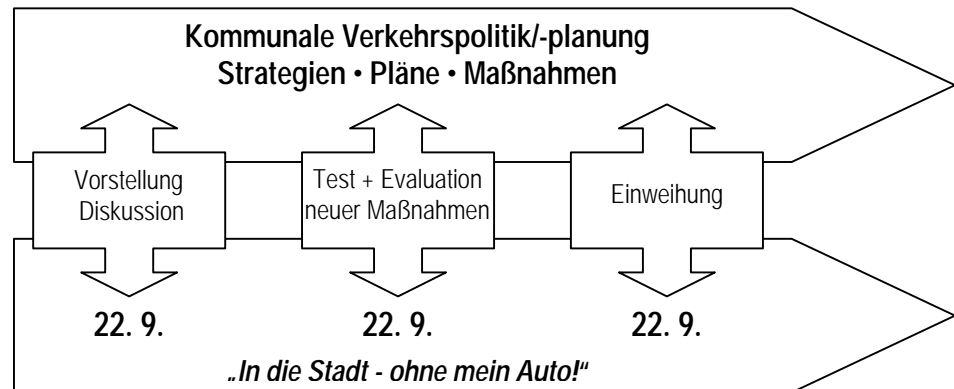 Kommunale Verkehrspolitik/-planung
Strategien • Pläne • Maßnahmen
Vorstellung
Diskussion
Test + Evaluation
neuer Maßnahmen
Einweihung
22. 9.
22. 9.
22. 9.
„In die Stadt - ohne mein Auto!“